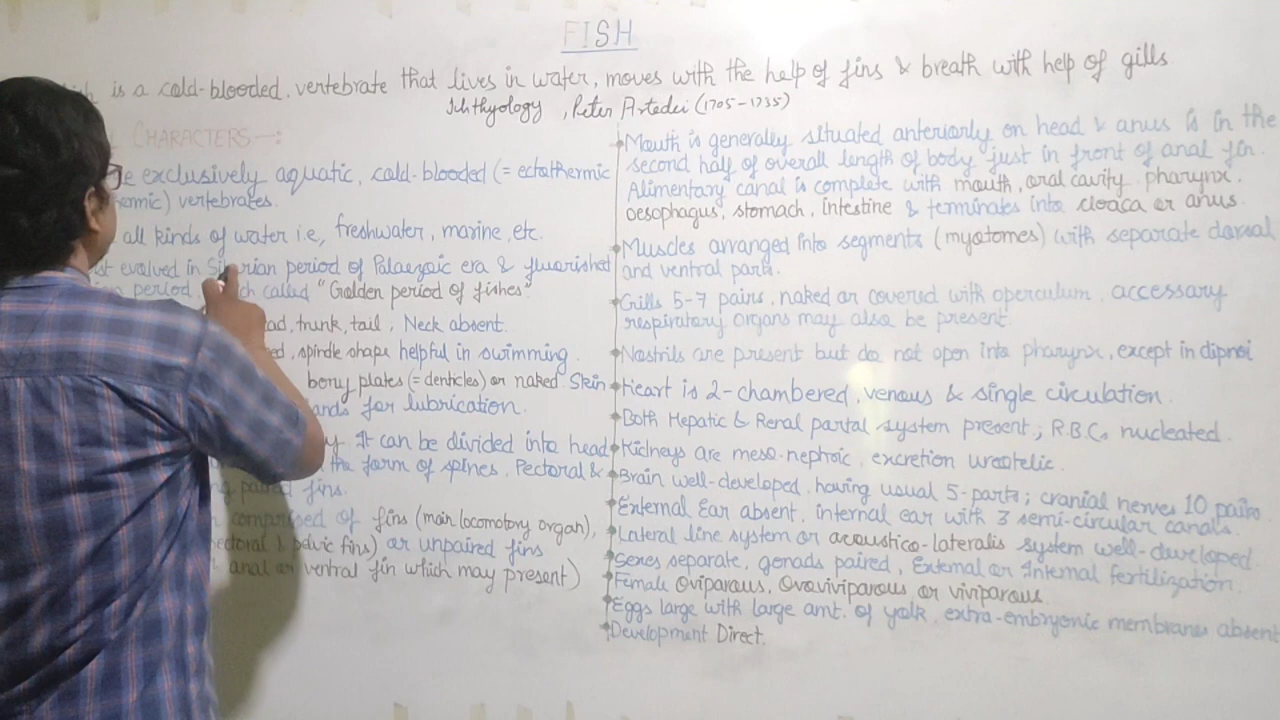 FISH
is a cold-blooded, vertebrate that lives in water, moves with the help of fins & breath with help of gills
Ichthyology, Peter Artedei (1705-1735)
CHARACTERS-:
exclusively aquatic, cold-blooded (= ectothermic
vertebrates.
all kinds of water i.e, freshwater, marine, etc.
evolved in period of Palaezoic era & flourished
period, called "Golden period of fishes"
trunk, tail, Neck absent.
spindle shape helpful in swimming.
bony plates (= denticles) or naked. Skin
for lubrication.
It can be divided into head
the form of spines. Pectoral &
paired fins.
comprised of fins (main locomotory organ),
& pelvic fins) or unpaired fins
anal or ventral fin which may present)
Mouth is generally situated anteriorly on head & anus is in the
second half of overall length of body just in front of anal fin.
Alimentary canal is complete with mouth, oral cavity, pharynx,
oesophagus, stomach, intestine & terminates into cloaca or anus.
Muscles arranged into segments (myotomes) with separate dorsal
and ventral parts.
Gills 5-7 pairs, naked or covered with operculum, accessary
respiratory organs may also be present
Nostrils are present but do not open into pharynx, except in dipnoi
Heart is 2-chambered, venous & single circulation.
Both Hepatic & Renal portal system present; R.B.Cs nucleated.
Kidneys are meso-nephroic, excretion ureotelic.
Brain well-developed, having usual 5-parts; cranial nerves 10 pairs
External Ear absent, internal ear with 3 semi-circular canals.
Lateral line system or acoustico-lateralis system well-developed
Sexes separate, gonads paired, External or Internal fertilization.
Female Oviparous, Ovoviviparous or viviparous
Eggs large with large amt. of yolk, extra-embryonic membranes absent
Development Direct.